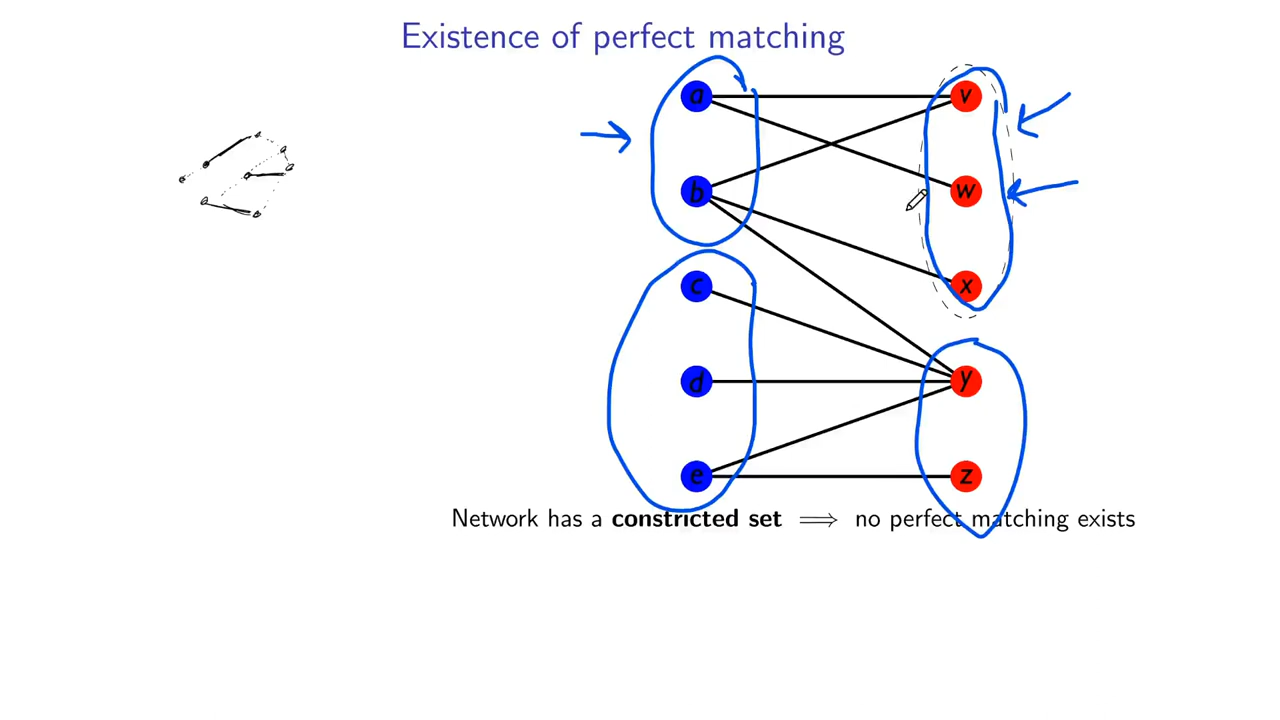 Existence of perfect matching
a v
b w
c x
d y
e z
Network has a constricted set ⟹ no perfect matching exists